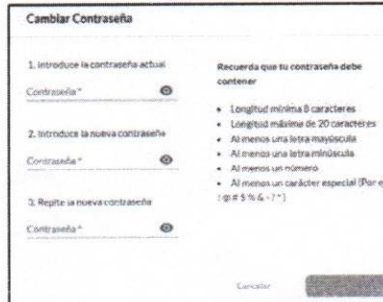 Cambiar Contraseña
1. Introduce la contraseña actual
Contraseña *
2. Introduce la nueva contraseña
Contraseña *
3. Repite la nueva contraseña
Contraseña *
Recuerda que tu contraseña debe
contener
• Longitud mínima 8 caracteres
• Longitud máxima de 20 caracteres
• Al menos una letra mayúscula
• Al menos una letra minúscula
• Al menos un número
• Al menos un carácter especial (Por e
! @ # $ % & - ? *)
Cancelar